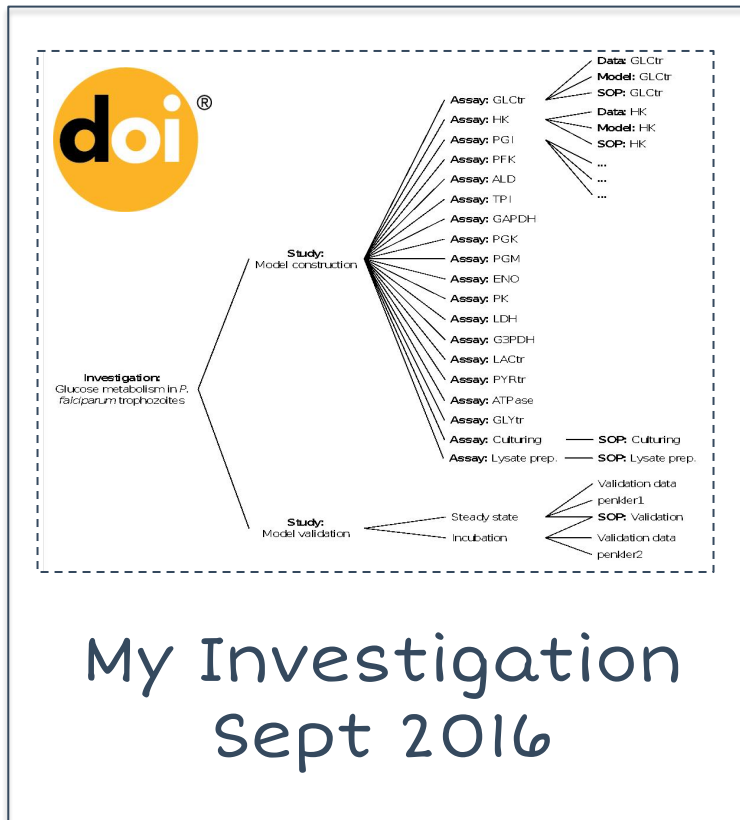 doi®
Data: GLCtr
Model: GLCtr
SOP: GLCtr
Assay: GLCtr
Data: HK
Model: HK
SOP: HK
Assay: HK
Assay: PGI
...
...
...
Assay: PFK
Assay: ALD
Assay: TPI
Assay: GAPDH
Assay: PGK
Assay: PGM
Assay: ENO
Assay: PK
Assay: LDH
Assay: G3PDH
Assay: LACtr
Assay: PYRtr
Assay: ATPase
Assay: GLYtr
Assay: Culturing
SOP: Culturing
Assay: Lysate prep.
SOP: Lysate prep.
Study:
Model construction
Investigation:
Glucose metabolism in P.
falciparum trophozoites
Study:
Model validation
Steady state
Incubation
Validation data
penkler1
SOP: Validation
Validation data
penkler2
My Investigation
Sept 2016